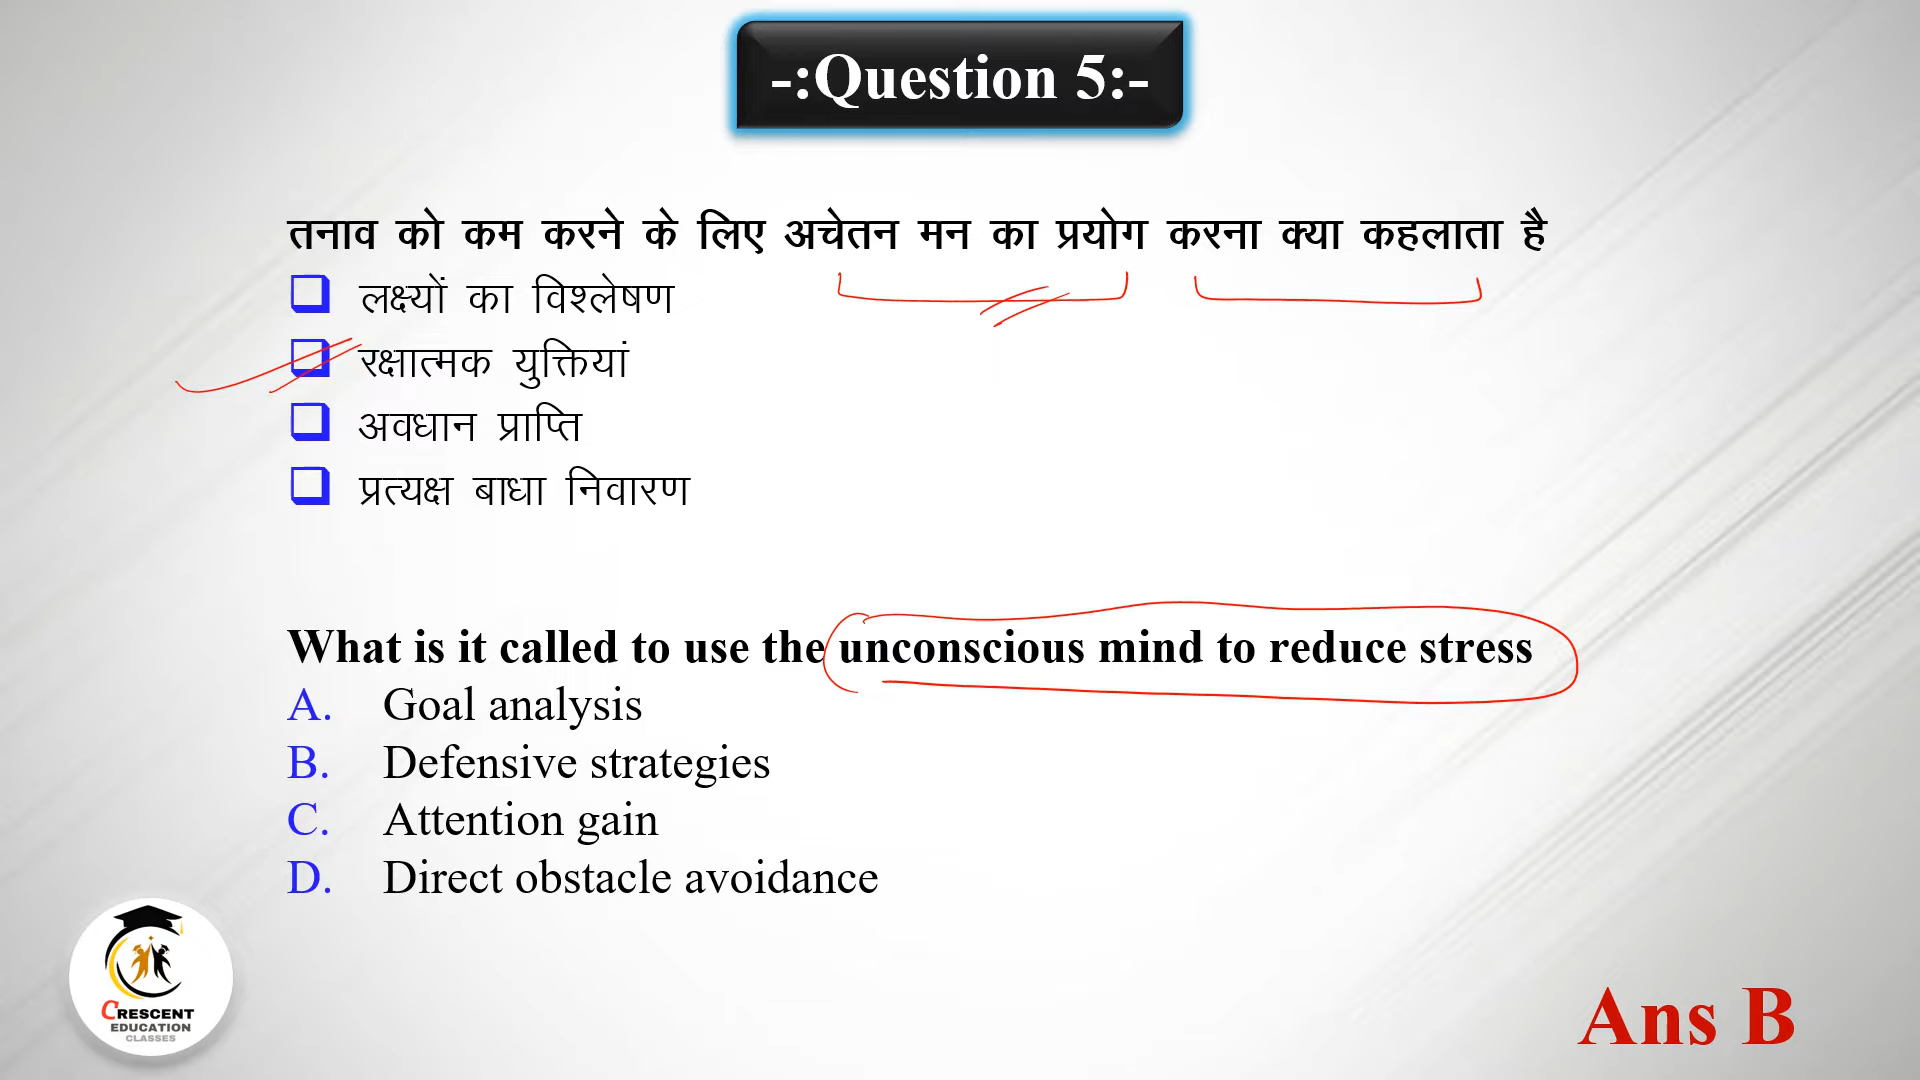 -:Question 5:-
तनाव को कम करने के लिए अचेतन मन का प्रयोग करना क्या कहलाता है
लक्ष्यों का विश्लेषण
रक्षात्मक युक्तियां
अवधान प्राप्ति
प्रत्यक्ष बाधा निवारण
What is it called to use the unconscious mind to reduce stress
A. Goal analysis
B. Defensive strategies
C. Attention gain
D. Direct obstacle avoidance
CRESCENT
EDUCATION
CLASSES
Ans B